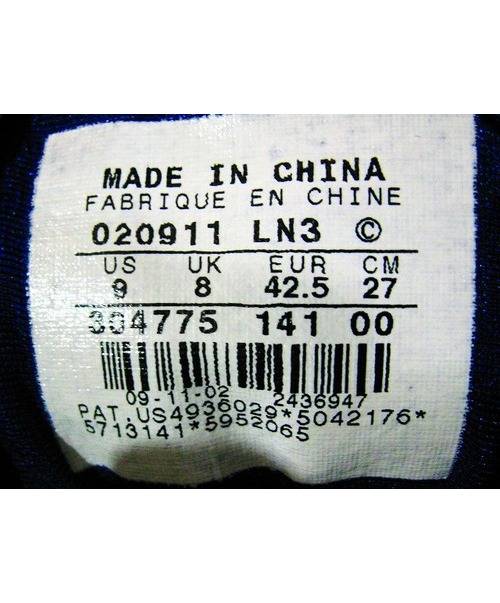 MADE IN CHINA
FABRIQUE EN CHINE
020911 LN3 ©
US UK EUR CM
9 8 42.5 27
304775 141 00
09-11-02 2436947
PAT.US4936029*5042176*
5713141*5952065